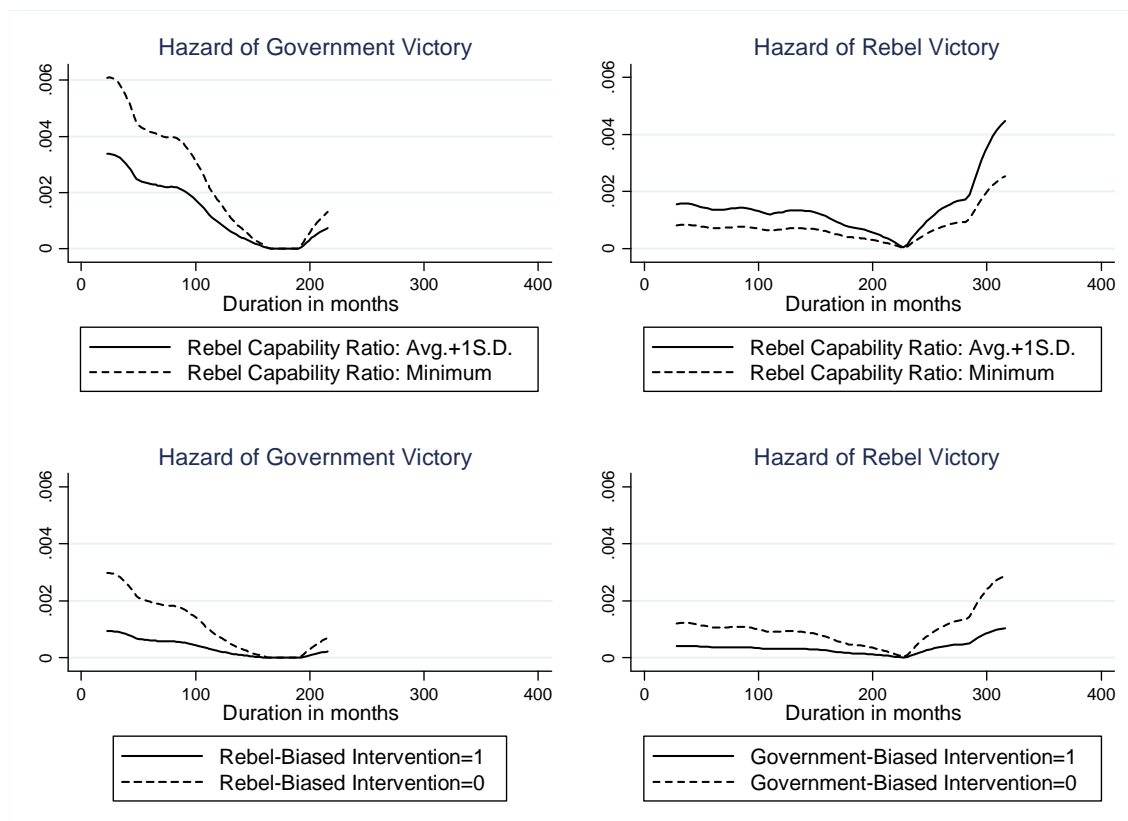 Hazard of Government Victory
.006
.004
.002
0
0 100 200 300 400
Duration in months
Rebel Capability Ratio: Avg.+1S.D.
Rebel Capability Ratio: Minimum
Hazard of Rebel Victory
.006
.004
.002
0
0 100 200 300 400
Duration in months
Rebel Capability Ratio: Avg.+1S.D.
Rebel Capability Ratio: Minimum
Hazard of Government Victory
.006
.004
.002
0
0 100 200 300 400
Duration in months
Rebel-Biased Intervention=1
Rebel-Biased Intervention=0
Hazard of Rebel Victory
.006
.004
.002
0
0 100 200 300 400
Duration in months
Government-Biased Intervention=1
Government-Biased Intervention=0